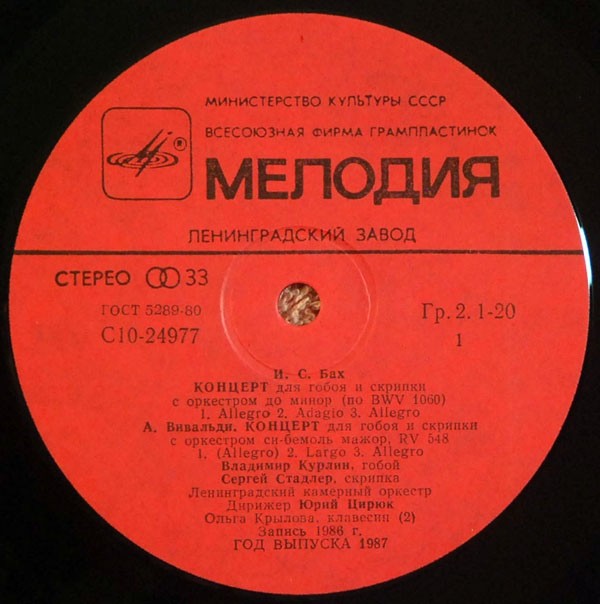 МИНИСТЕРСТВО КУЛЬТУРЫ СССР
ВСЕСОЮЗНАЯ ФИРМА ГРАМПЛАСТИНОК
®
МЕЛОДИЯ
ЛЕНИНГРАДСКИЙ ЗАВОД
СТЕРЕО 33
ГОСТ 5289-80
С10-24977
Гр. 2. 1-20
1
И. С. Бах
КОНЦЕРТ для гобоя и скрипки
с оркестром до минор (по BWV 1060)
1. Allegro 2. Adagio 3. Allegro
А. Вивальди. КОНЦЕРТ для гобоя и скрипки
с оркестром си-бемоль мажор, RV 548
1. (Allegro) 2. Largo 3. Allegro
Владимир Курлин, гобой
Сергей Стадлер, скрипка
Ленинградский камерный оркестр
Дирижер Юрий Цирюк
Ольга Крылова, клавесин (2)
Запись 1986 г.
ГОД ВЫПУСКА 1987